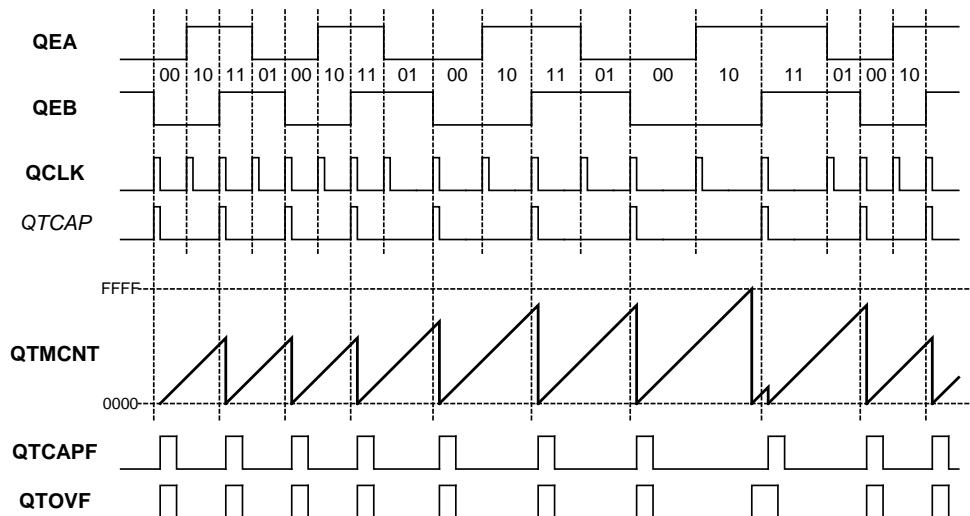 QEA
00 10 11 01 00 10 11 01 00 10 11 01 00 10 11 01 00 10
QEB
QCLK
QTCAP
FFFF
QTMCNT
0000
QTCAPF
QTOVF